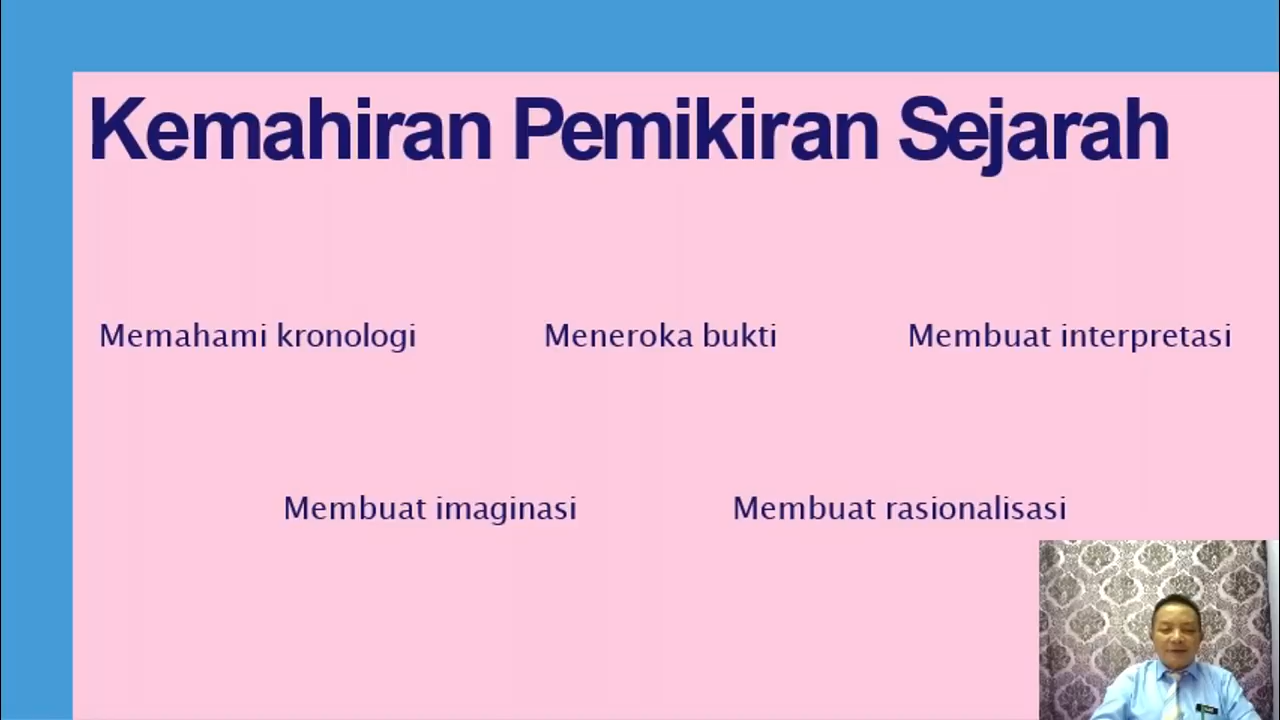 Kemahiran Pemikiran Sejarah
Memahami kronologi
Meneroka bukti
Membuat interpretasi
Membuat imaginasi
Membuat rasionalisasi